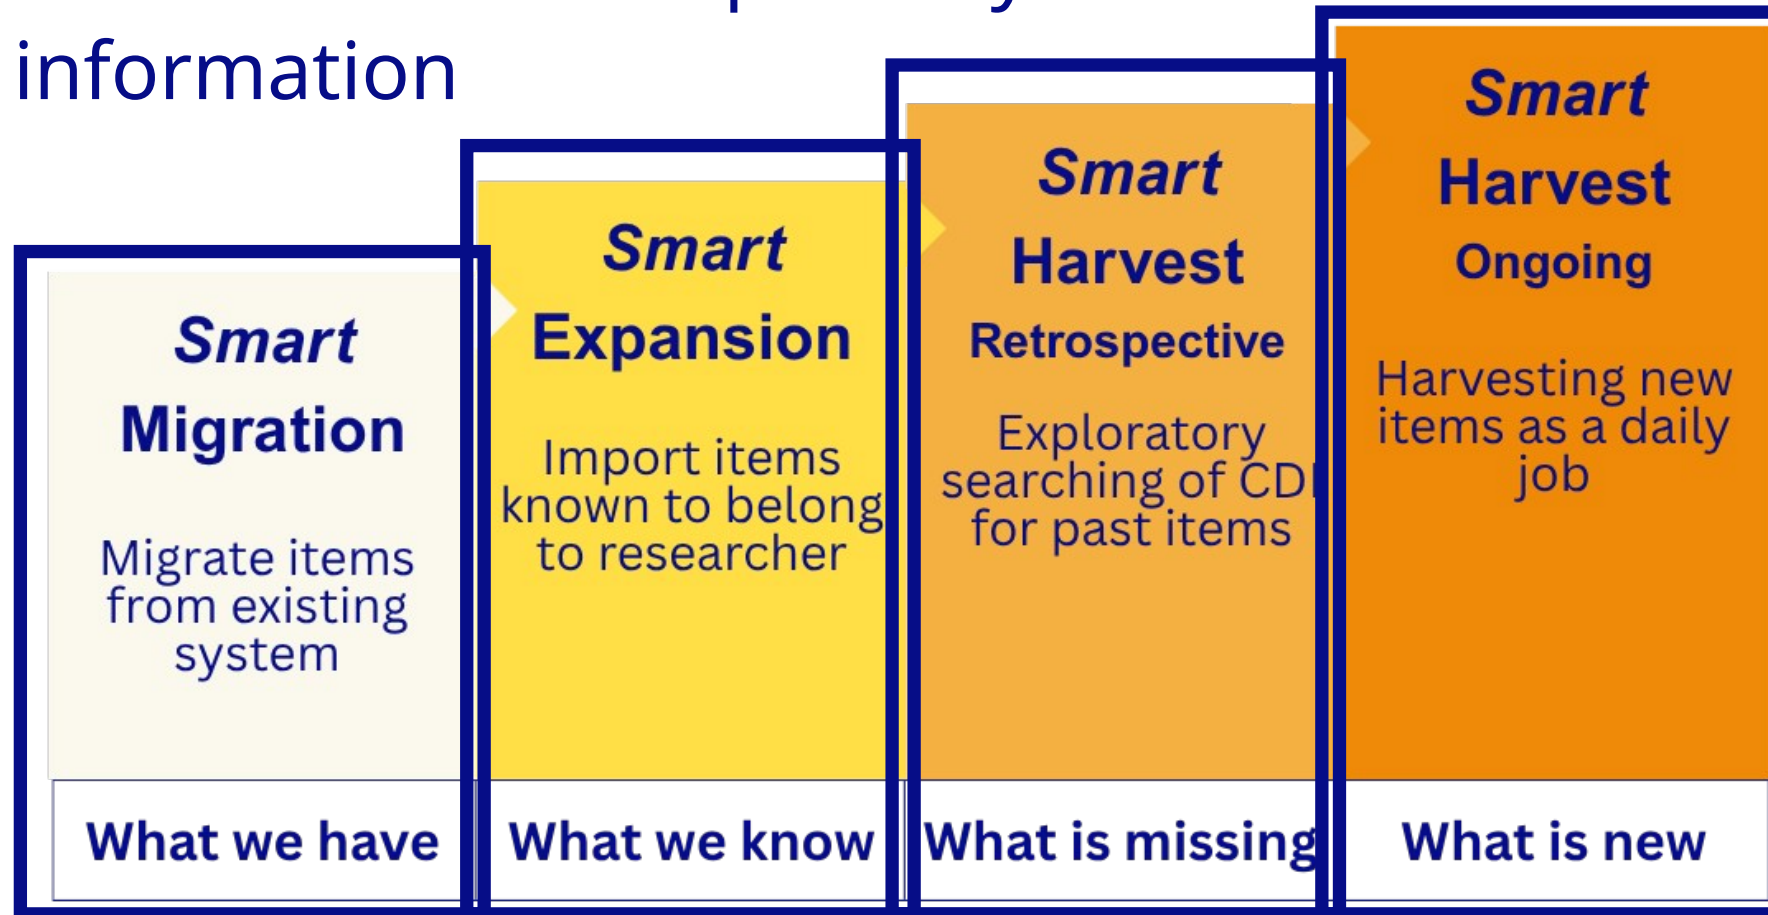 information
Smart
Migration
Migrate items
from existing
system
What we have
Smart
Expansion
Import items
known to belong
to researcher
What we know
Smart
Harvest
Retrospective
Exploratory
searching of CDI
for past items
What is missing
Smart
Harvest
Ongoing
Harvesting new
items as a daily
job
What is new